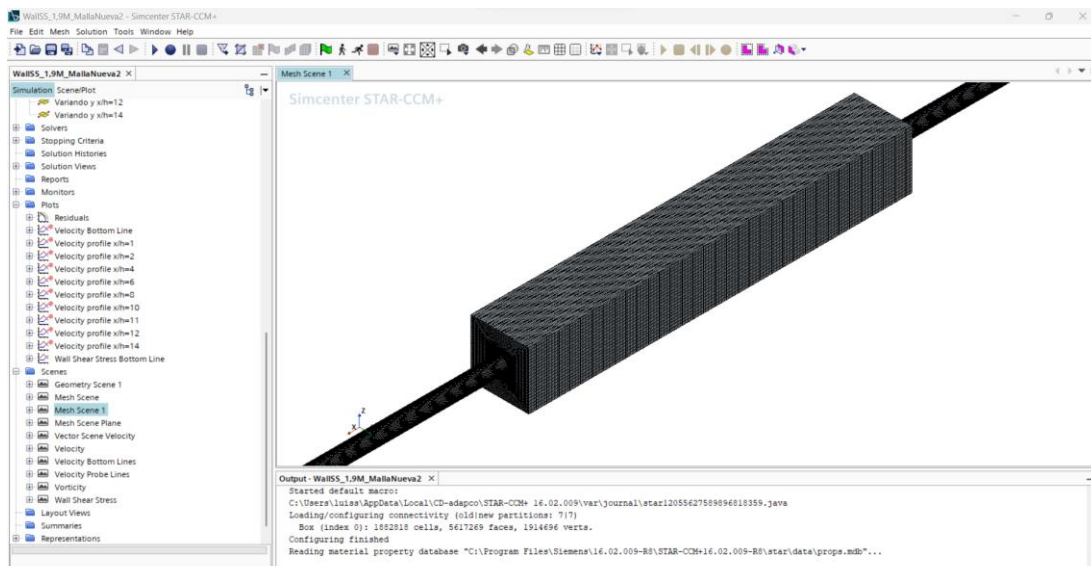 WallSS_1,9M_MallaNueva2 - Simcenter STAR-CCM+
File Edit Mesh Solution Tools Window Help
WallSS_1,9M_MallaNueva2
Simulation Scene/Plot
Variando y x/h=12
Variando y x/h=14
Solvers
Stopping Criteria
Solution Histories
Solution Views
Reports
Monitors
Plots
Residuals
Velocity Bottom Line
Velocity profile x/h=1
Velocity profile x/h=2
Velocity profile x/h=4
Velocity profile x/h=6
Velocity profile x/h=8
Velocity profile x/h=10
Velocity profile x/h=11
Velocity profile x/h=12
Velocity profile x/h=14
Wall Shear Stress Bottom Line
Scenes
Geometry Scene 1
Mesh Scene
Mesh Scene 1
Mesh Scene Plane
Vector Scene Velocity
Velocity
Velocity Bottom Lines
Velocity Probe Lines
Vorticity
Wall Shear Stress
Layout Views
Summaries
Representations
Mesh Scene 1
Simcenter STAR-CCM+
Z
X
Output - WallSS_1,9M_MallaNueva2
Started default macro:
C:\Users\luiss\AppData\Local\CD-adapco\STAR-CCM+ 16.02.009\var\journal\star12055627589896818359.java
Loading/configuring connectivity (old|new partitions: 7|7)
Box (index 0): 1882818 cells, 5617269 faces, 1914696 verts.
Configuring finished
Reading material property database "C:\Program Files\Siemens\16.02.009-R8\STAR-CCM+16.02.009-R8\star\data\props.mdb"...